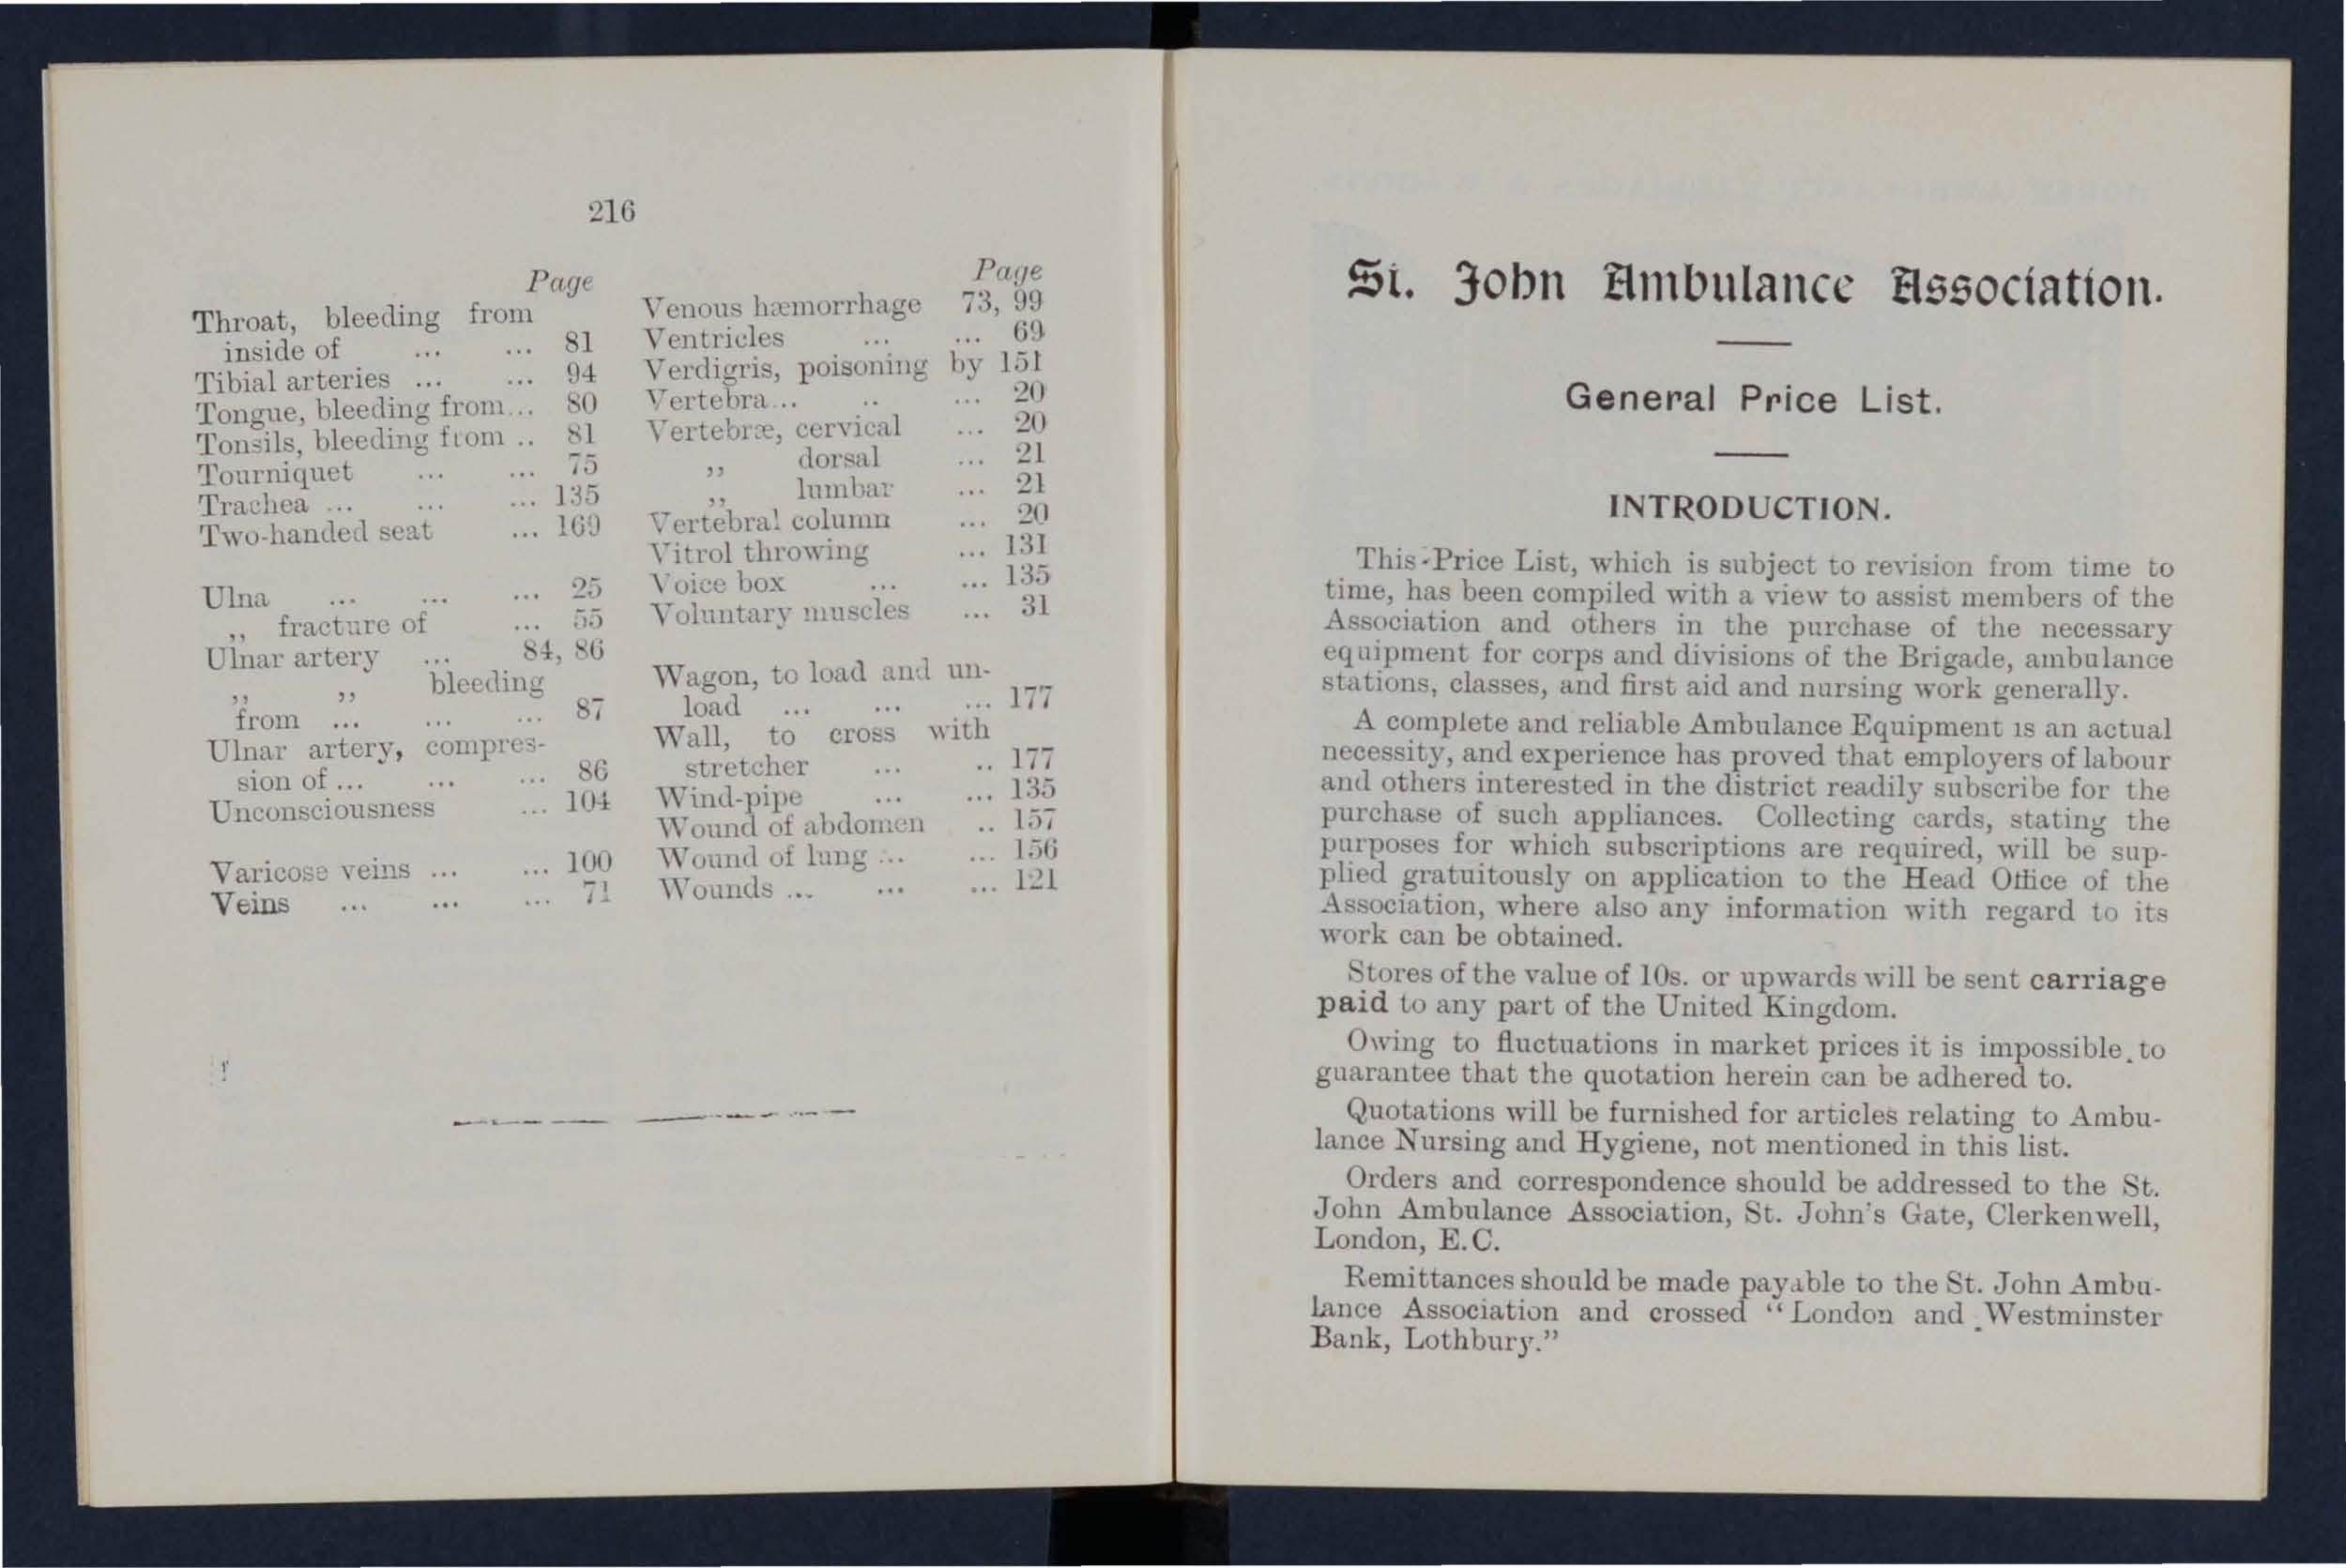 216
Page
Throat, bleeding from
inside of ... ... 81
Tibial arteries ... ... 94
Tongue, bleeding from... 80
Tonsils, bleeding from .. 81
Tourniquet ... ... 75
Trachea ... ... ... 135
Two-handed seat ... 169
Ulna ... ... ... 25
,, fracture of ... 55
Ulnar artery ... 84, 86
,, ,, bleeding
from ... ... ... 87
Ulnar artery, compres-
sion of ... ... ... 86
Unconsciousness ... 104
Varicose veins ... ... 100
Veins ... ... ... 71
Page
Venous hæmorrhage 73, 99
Ventricles ... ... 69
Verdigris, poisoning by 151
Vertebra... .. ... 20
Vertebræ, cervical ... 20
,, dorsal ... 21
,, lumbar ... 21
Vertebral column ... 20
Vitrol throwing ... 131
Voice box ... ... 135
Voluntary muscles ... 31
Wagon, to load and un-
load ... ... ... 177
Wall, to cross with
stretcher ... .. 177
Wind-pipe ... ... 135
Wound of abdomen .. 157
Wound of lung ... ... 156
Wounds ... ... ... 121
St. John Ambulance Association.
General Price List.
INTRODUCTION.
This Price List, which is subject to revision from time to
time, has been compiled with a view to assist members of the
Association and others in the purchase of the necessary
equipment for corps and divisions of the Brigade, ambulance
stations, classes, and first aid and nursing work generally.
A complete and reliable Ambulance Equipment is an actual
necessity, and experience has proved that employers of labour
and others interested in the district readily subscribe for the
purchase of such appliances. Collecting cards, stating the
purposes for which subscriptions are required, will be sup-
plied gratuitously on application to the Head Office of the
Association, where also any information with regard to its
work can be obtained.
Stores of the value of 10s. or upwards will be sent carriage
paid to any part of the United Kingdom.
Owing to fluctuations in market prices it is impossible to
guarantee that the quotation herein can be adhered to.
Quotations will be furnished for articles relating to Ambu-
lance Nursing and Hygiene, not mentioned in this list.
Orders and correspondence should be addressed to the St.
John Ambulance Association, St. John's Gate, Clerkenwell,
London, E.C.
Remittances should be made payable to the St. John Ambu-
lance Association and crossed "London and Westminster
Bank, Lothbury."